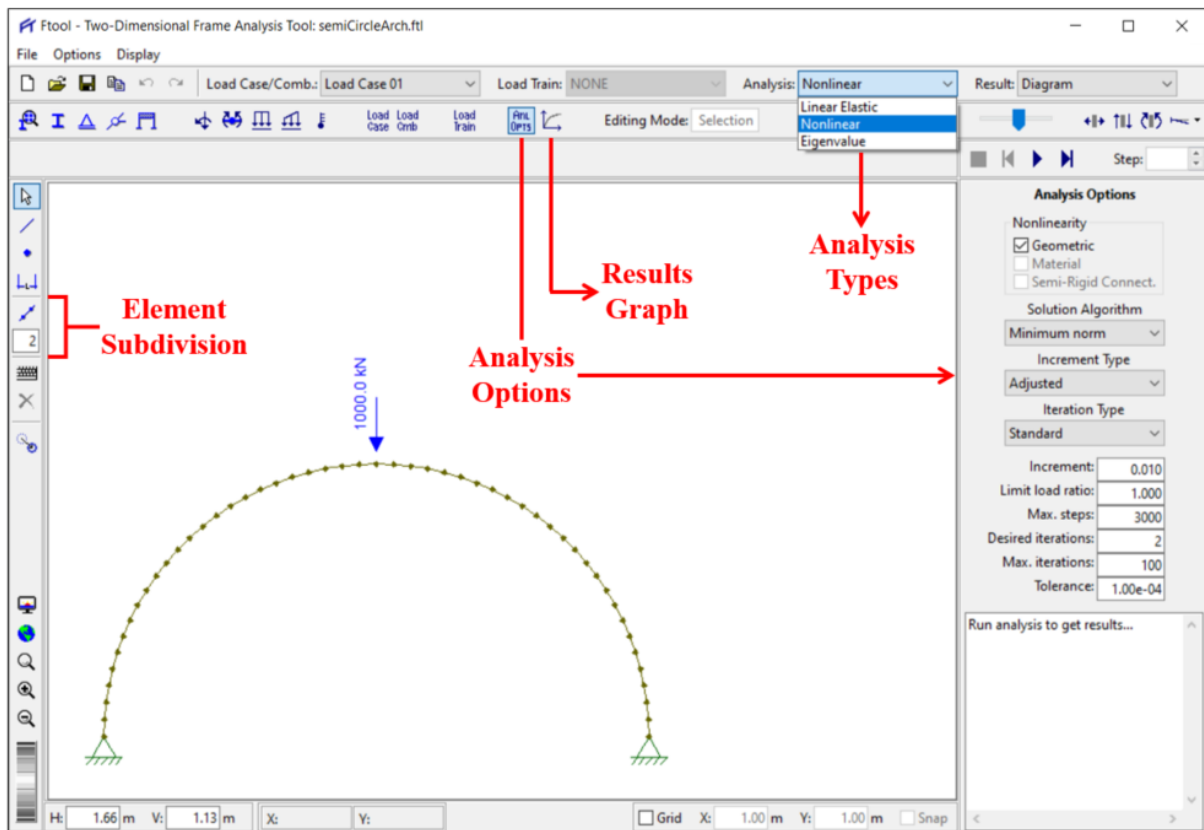 Ftool - Two-Dimensional Frame Analysis Tool: semiCircleArch.ftl
File Options Display
Load Case/Comb.: Load Case 01 Load Train: NONE Analysis: Nonlinear Result: Diagram
Linear Elastic
Nonlinear
Eigenvalue
Load Case Load Cmb Load Train ANL OPTS Editing Mode: Selection
Step:
Analysis Options
Nonlinearity
Geometric
Material
Semi-Rigid Connect.
Solution Algorithm
Minimum norm
Increment Type
Adjusted
Iteration Type
Standard
Increment: 0.010
Limit load ratio: 1.000
Max. steps: 3000
Desired iterations: 2
Max. iterations: 100
Tolerance: 1.00e-04
Run analysis to get results...
Analysis
Types
Results
Graph
Element
Subdivision
2
Analysis
Options
1000.0 kN
H: 1.66 m V: 1.13 m X: Y: Grid X: 1.00 m Y: 1.00 m Snap